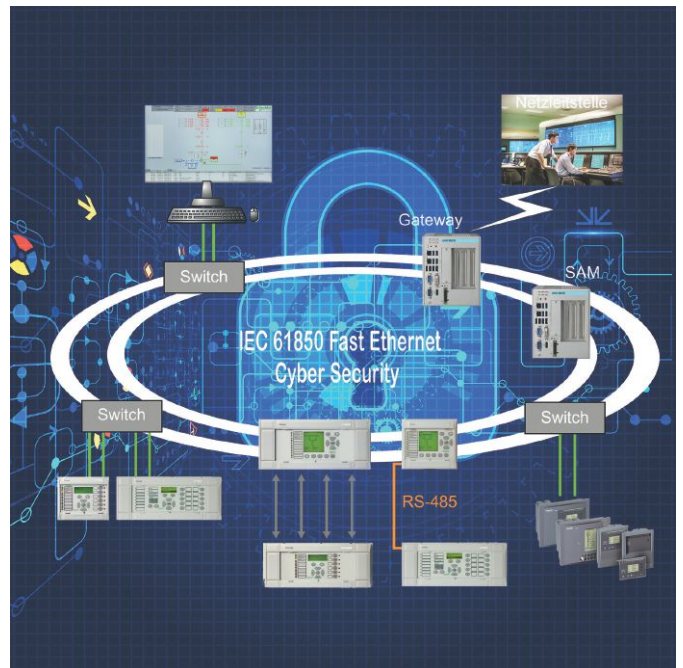 Netzleitstelle
Gateway
Switch
SAM
IEC 61850 Fast Ethernet
Cyber Security
Switch
Switch
RS-485